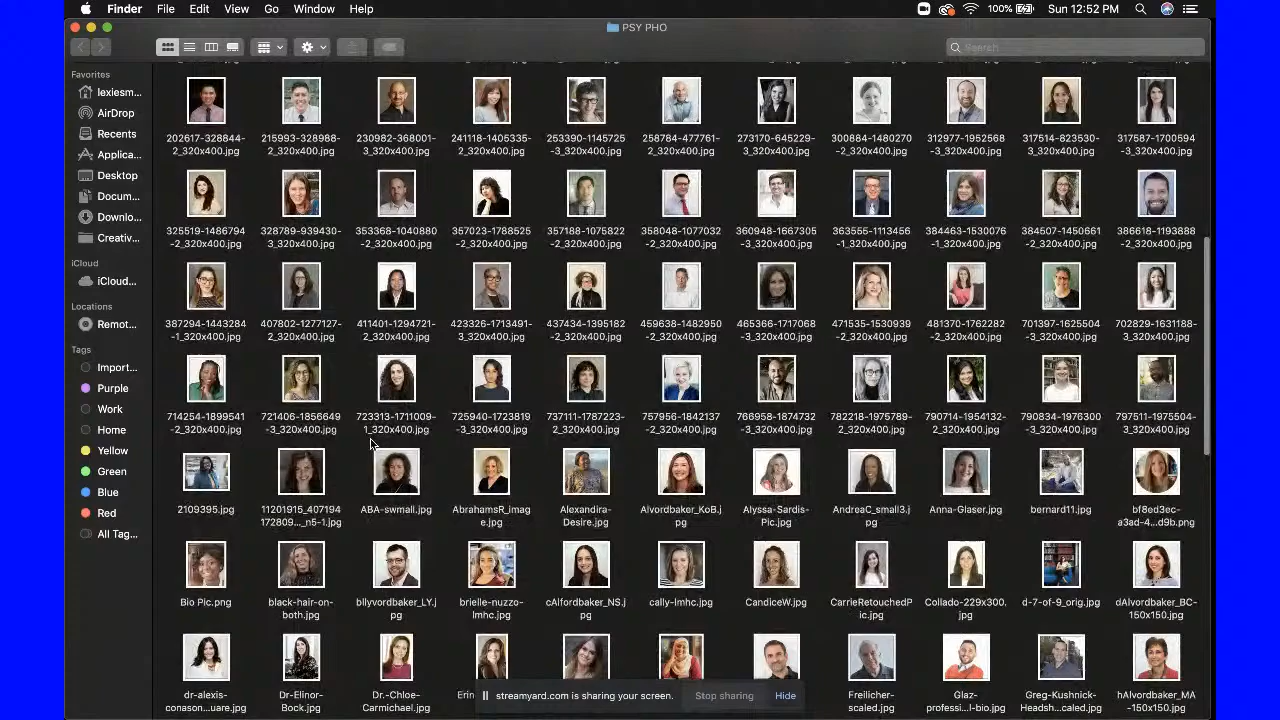 Finder File Edit View Go Window Help 100% Sun 12:52 PM
PSY PHO
Search
Favorites
lexiesm...
AirDrop
Recents
Applica...
Desktop
Docum...
Downlo...
Creativ...
iCloud
iCloud...
Locations
Remot...
Tags
Import...
Purple
Work
Home
Yellow
Green
Blue
Red
All Tag...
202617-328844- 215993-328988- 230982-368001- 241118-1405335- 253390-1145725 258784-477761- 273170-645229- 300884-1480270 312977-1952568 317514-823530- 317587-1700594
2_320x400.jpg 2_320x400.jpg 3_320x400.jpg 2_320x400.jpg -3_320x400.jpg 2_320x400.jpg 3_320x400.jpg -2_320x400.jpg -3_320x400.jpg 3_320x400.jpg -3_320x400.jpg
325519-1486794 328789-939430- 353368-1040880 357023-1788525 357188-1075822 358048-1077032 360948-1667305 363555-1113456 384463-1530076 384507-1450661 386618-1193888
-2_320x400.jpg 3_320x400.jpg -2_320x400.jpg -2_320x400.jpg -2_320x400.jpg -2_320x400.jpg -3_320x400.jpg -1_320x400.jpg -1_320x400.jpg -2_320x400.jpg -2_320x400.jpg
387294-1443284 407802-1277127- 411401-1294721- 423326-1713491- 437434-1395182 459638-1482950 465366-1717068 471535-1530939 481370-1762282 701397-1625504 702829-1631188-
-1_320x400.jpg 2_320x400.jpg 2_320x400.jpg 3_320x400.jpg -2_320x400.jpg -2_320x400.jpg -3_320x400.jpg -2_320x400.jpg -2_320x400.jpg -3_320x400.jpg 3_320x400.jpg
714254-1899541 721406-1856649 723313-1711009- 725940-1723819 737111-1787223- 757956-1842137 766958-1874732 782218-1975789- 790714-1954132- 790834-1976300 797511-1975504-
-2_320x400.jpg -3_320x400.jpg 1_320x400.jpg -2_320x400.jpg 2_320x400.jpg -2_320x400.jpg -3_320x400.jpg 2_320x400.jpg 2_320x400.jpg -3_320x400.jpg 2_320x400.jpg
2109395.jpg 11201915_407194 ABA-swmall.jpg AbrahamsR_imag Alexandra- Alvordbaker_KoB.j Alyssa-Sardis- AndreaC_small3.j Anna-Glaser.jpg bernard11.jpg bf8ed3ec-
172809..._n5-1.jpg e.jpg Desire.jpg pg Pic.jpg pg a3ad-4...d9b.png
Bio Pic.png black-hair-on- bllyvordbaker_LY.j brielle-nuzzo- cAlfordbaker_NS.j cally-lmhc.jpg CandiceW.jpg CarrieRetouchedP Collado-229x300. d-7-of-9_orig.jpg dAlvordbaker_BC-
both.jpg pg lmhc.jpg pg ic.jpg jpg 150x150.jpg
dr-alexis- Dr-Elinor- Dr.-Chloe- Freilicher- Glaz- Greg-Kushnick- hAlvordbaker_MA
conason...uare.jpg Bock.jpg Carmichael.jpg scaled.jpg professi...l-bio.jpg Headsh...caled.jpg -150x150.jpg
streamyard.com is sharing your screen. Stop sharing Hide